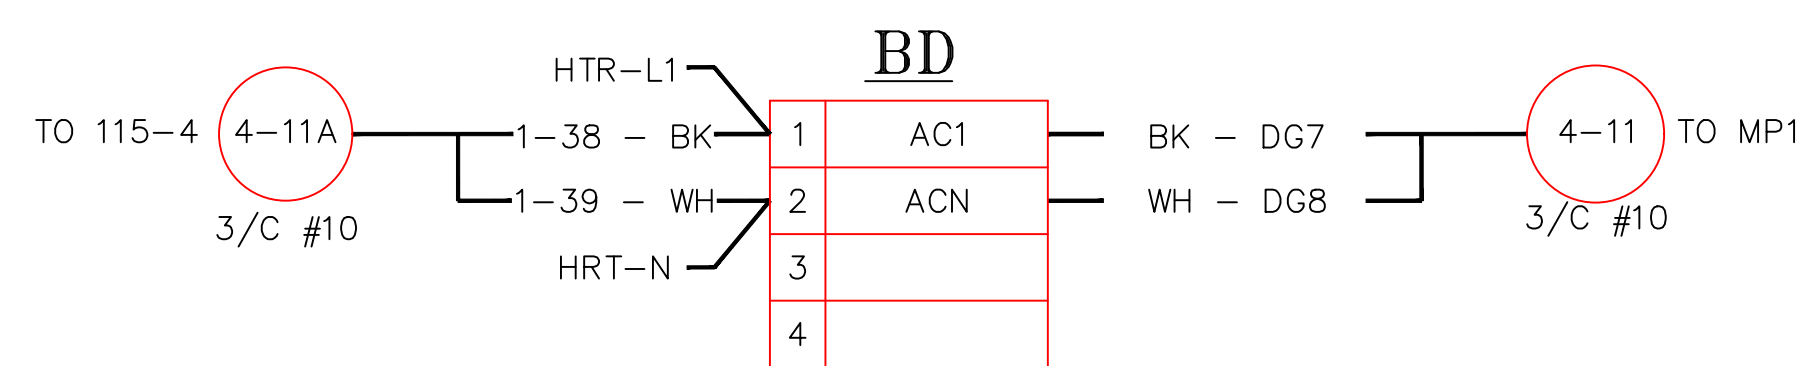 BD
HTR-L1
TO 115-4 4-11A 1-38 - BK 1 AC1 BK - DG7 4-11 TO MP1
1-39 - WH 2 ACN WH - DG8
3/C #10 3/C #10
HRT-N 3
4